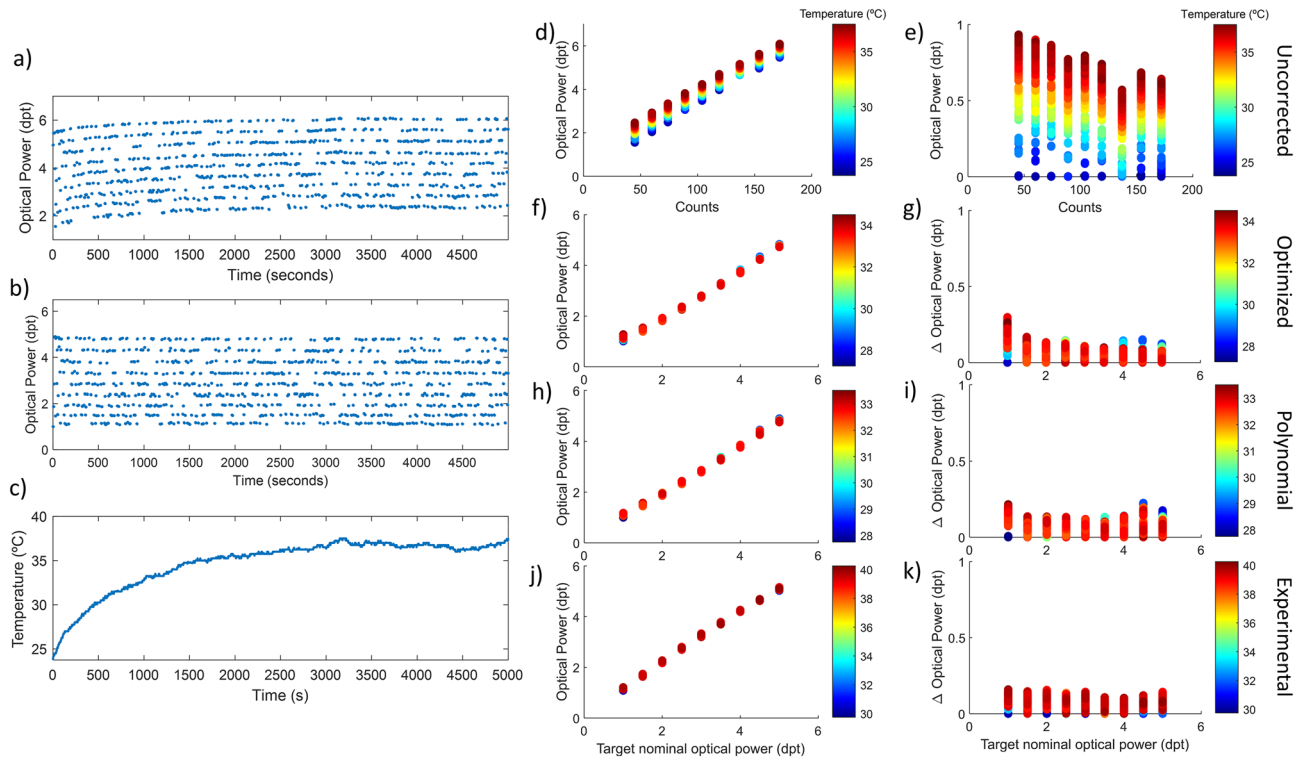 a)
Optical Power (dpt)
6
4
2
0 500 1000 1500 2000 2500 3000 3500 4000 4500
Time (seconds)
b)
Optical Power (dpt)
6
4
2
0
500 1000 1500 2000 2500 3000 3500 4000 4500
Time (seconds)
c)
Temperature (ºC)
40
35
30
25
0 500 1000 1500 2000 2500 3000 3500 4000 4500 5000
Time (s)
d)
Temperature (ºC)
Optical Power (dpt)
6
4
2
0
0 50 100 150 200
Counts
35
30
25
e)
Temperature (ºC)
Optical Power (dpt)
1
0.5
0
0 50 100 150 200
Counts
35
30
25
Uncorrected
f)
Optical Power (dpt)
6
4
2
0
0 2 4 6
34
32
30
28
g)
Δ Optical Power (dpt)
1
0.5
0
0 2 4 6
34
32
30
28
Optimized
h)
Optical Power (dpt)
6
4
2
0
0 2 4 6
33
32
31
30
29
28
i)
Δ Optical Power (dpt)
1
0.5
0
0 2 4 6
33
32
31
30
29
28
Polynomial
j)
Optical Power (dpt)
6
4
2
0
0 2 4 6
Target nominal optical power (dpt)
40
38
36
34
32
30
k)
Δ Optical Power (dpt)
1
0.5
0
0 2 4 6
Target nominal optical power (dpt)
40
38
36
34
32
30
Experimental